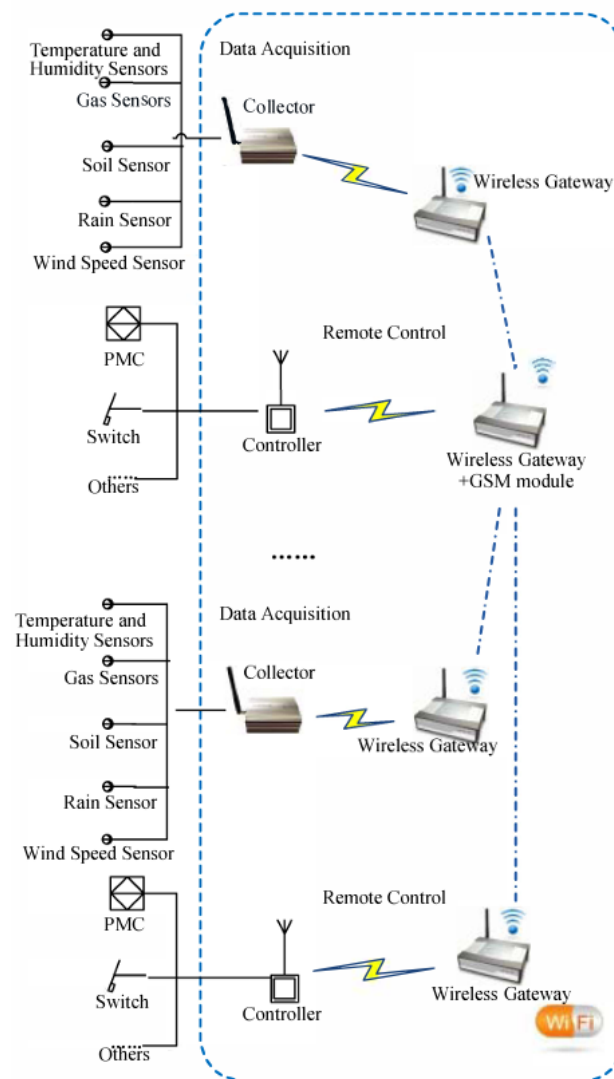 Temperature and
Humidity Sensors
Data Acquisition
Gas Sensors
Collector
Soil Sensor
Wireless Gateway
Rain Sensor
Wind Speed Sensor
Remote Control
PMC
Switch
Controller
Wireless Gateway
+GSM module
Others
......
Temperature and
Humidity Sensors
Data Acquisition
Gas Sensors
Collector
Soil Sensor
Wireless Gateway
Rain Sensor
Wind Speed Sensor
Remote Control
PMC
Switch
Controller
Wireless Gateway
WiFi
Others